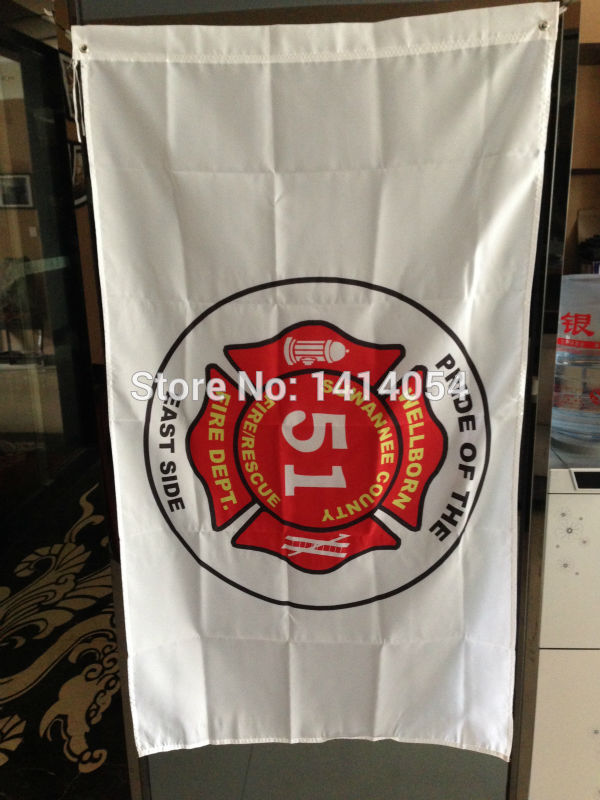 PRIDE OF THE
EAST SIDE
WELLBORN
FIRE DEPT.
SUWANNEE COUNTY
FIRE/RESCUE
51
Store No: 1414054
银